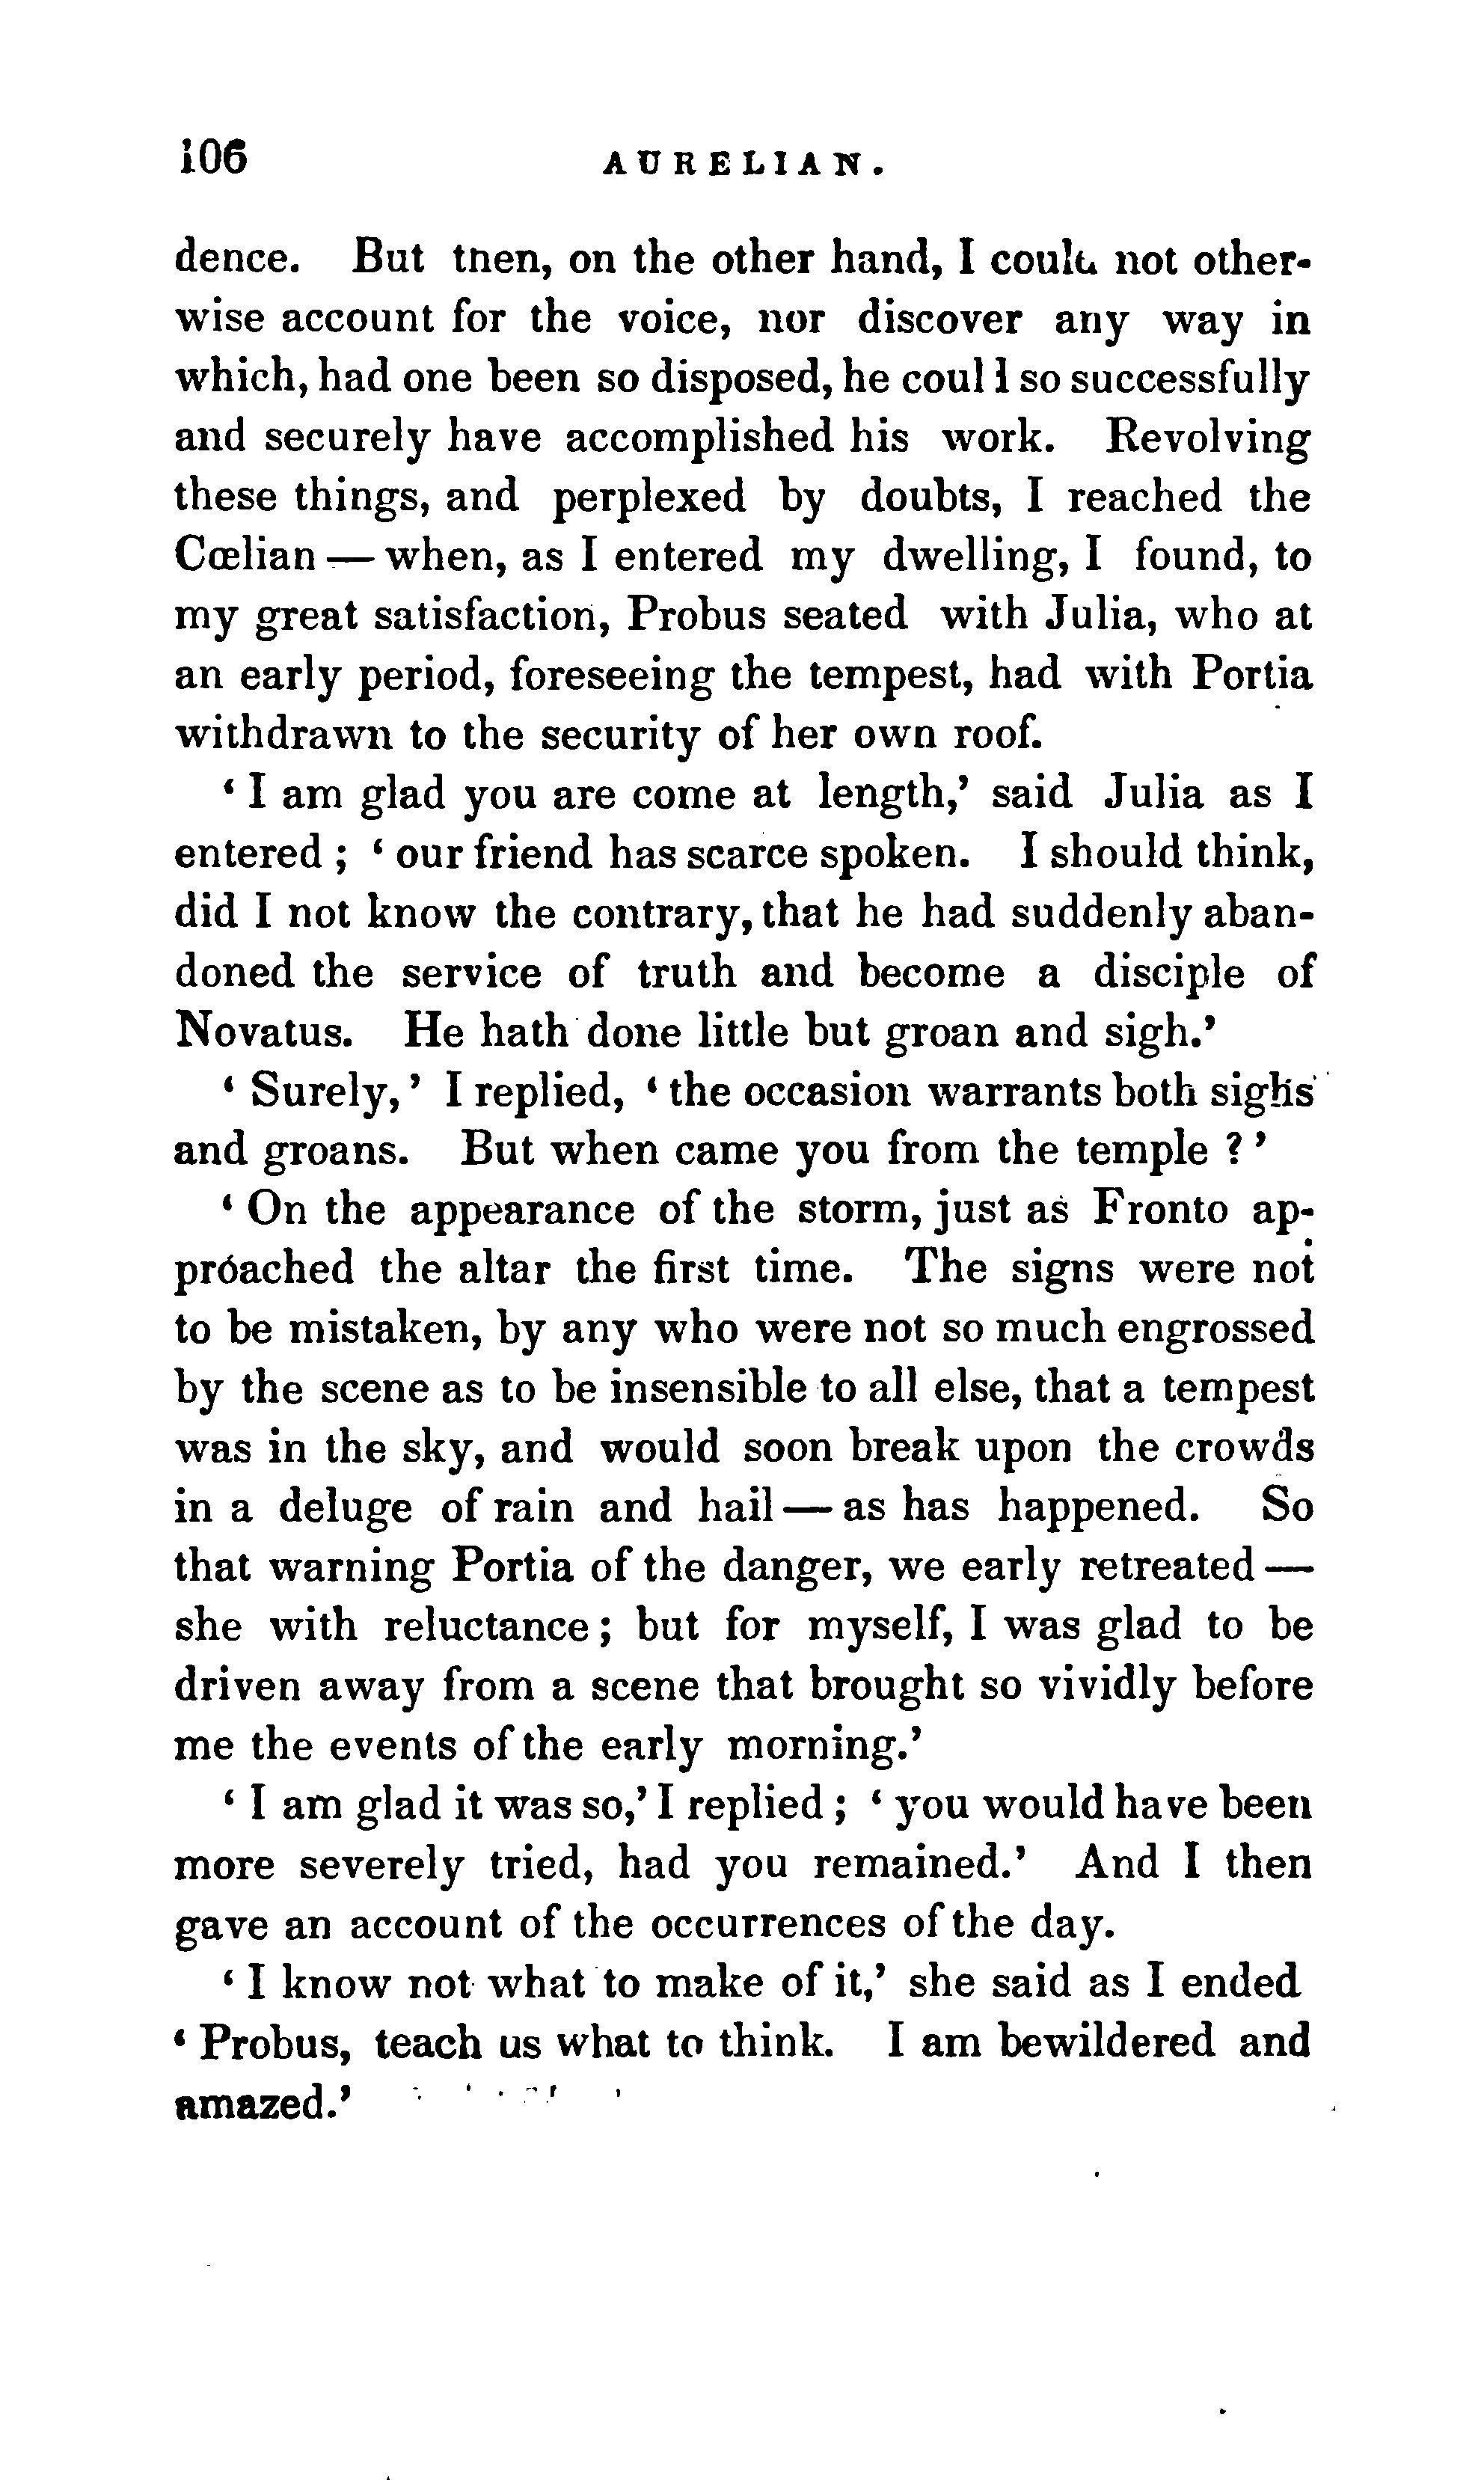 106 AURELIAN.
dence. But then, on the other hand, I could not other-
wise account for the voice, nor discover any way in
which, had one been so disposed, he could so successfully
and securely have accomplished his work. Revolving
these things, and perplexed by doubts, I reached the
Cœlian — when, as I entered my dwelling, I found, to
my great satisfaction, Probus seated with Julia, who at
an early period, foreseeing the tempest, had with Portia
withdrawn to the security of her own roof.
‘ I am glad you are come at length,’ said Julia as I
entered ; ‘ our friend has scarce spoken. I should think,
did I not know the contrary, that he had suddenly aban-
doned the service of truth and become a disciple of
Novatus. He hath done little but groan and sigh.’
‘ Surely,’ I replied, ‘ the occasion warrants both sighs
and groans. But when came you from the temple ? ’
‘ On the appearance of the storm, just as Fronto ap-
proached the altar the first time. The signs were not
to be mistaken, by any who were not so much engrossed
by the scene as to be insensible to all else, that a tempest
was in the sky, and would soon break upon the crowds
in a deluge of rain and hail — as has happened. So
that warning Portia of the danger, we early retreated —
she with reluctance ; but for myself, I was glad to be
driven away from a scene that brought so vividly before
me the events of the early morning.’
‘ I am glad it was so,’ I replied ; ‘ you would have been
more severely tried, had you remained.’ And I then
gave an account of the occurrences of the day.
‘ I know not what to make of it,’ she said as I ended
‘ Probus, teach us what to think. I am bewildered and
amazed.’